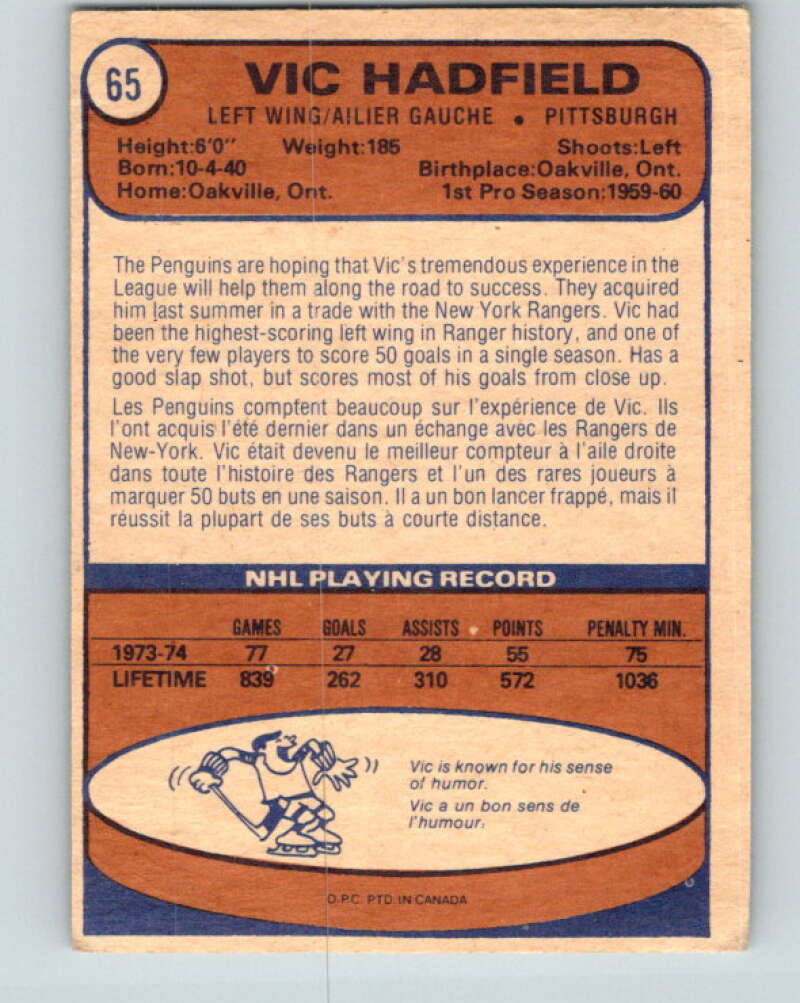 65
VIC HADFIELD
LEFT WING/AILIER GAUCHE • PITTSBURGH
Height:6'0" Weight:185 Shoots:Left
Born:10-4-40 Birthplace:Oakville, Ont.
Home:Oakville, Ont. 1st Pro Season:1959-60
The Penguins are hoping that Vic's tremendous experience in the
League will help them along the road to success. They acquired
him last summer in a trade with the New York Rangers. Vic had
been the highest-scoring left wing in Ranger history, and one of
the very few players to score 50 goals in a single season. Has a
good slap shot, but scores most of his goals from close up.
Les Penguins comptent beaucoup sur l'expérience de Vic. Ils
l'ont acquis l'été dernier dans un échange avec les Rangers de
New-York. Vic était devenu le meilleur compteur à l'aile droite
dans toute l'histoire des Rangers et l'un des rares joueurs à
marquer 50 buts en une saison. Il a un bon lancer frappé, mais il
réussit la plupart de ses buts à courte distance.
NHL PLAYING RECORD
GAMES GOALS ASSISTS POINTS PENALTY MIN.
1973-74 77 27 28 55 75
LIFETIME 839 262 310 572 1036
Vic is known for his sense
of humor.
Vic a un bon sens de
l'humour.
O.P.C. PTD. IN CANADA